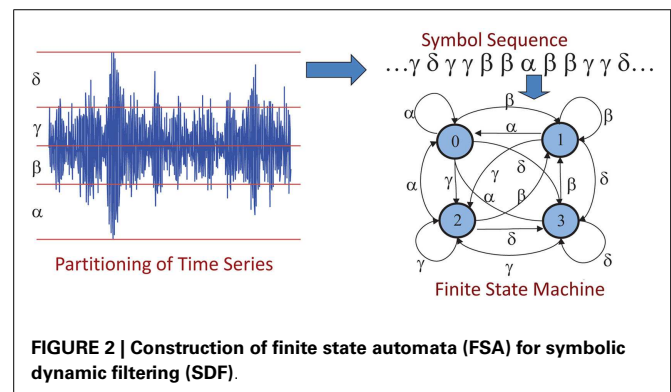 Symbol Sequence
...γ δ γ γ β β α β β γ γ δ...
δ
γ
β
α
Partitioning of Time Series
α
β
β
α
0
1
γ
γ
δ
α
β
β
δ
α
2
3
δ
γ
γ
δ
Finite State Machine
FIGURE 2 | Construction of finite state automata (FSA) for symbolic
dynamic filtering (SDF).